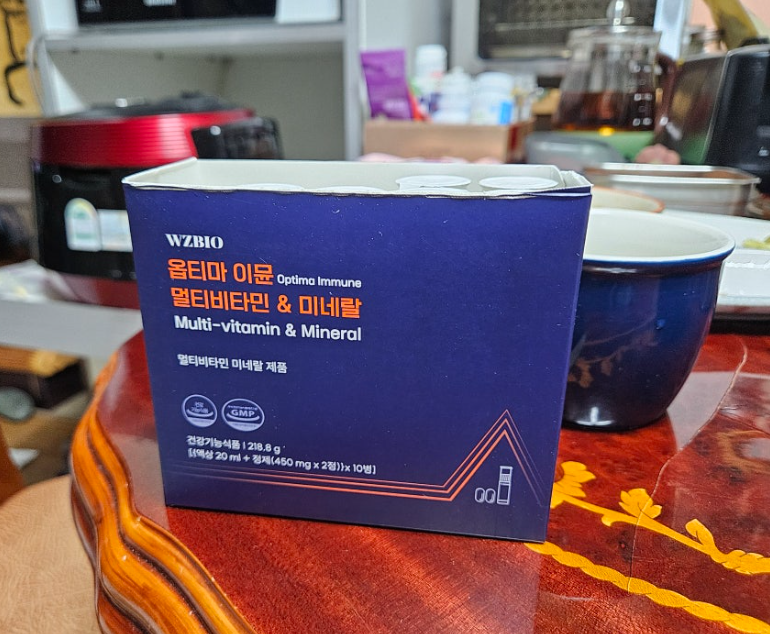 WZBIO
옵티마 이뮨 Optima Immune
멀티비타민 & 미네랄
Multi-vitamin & Mineral
멀티비타민 미네랄 제품
GMP
건강기능식품 | 218.8 g
[{액상 20 ml + 정제(450 mg x 2정)}x 10병]